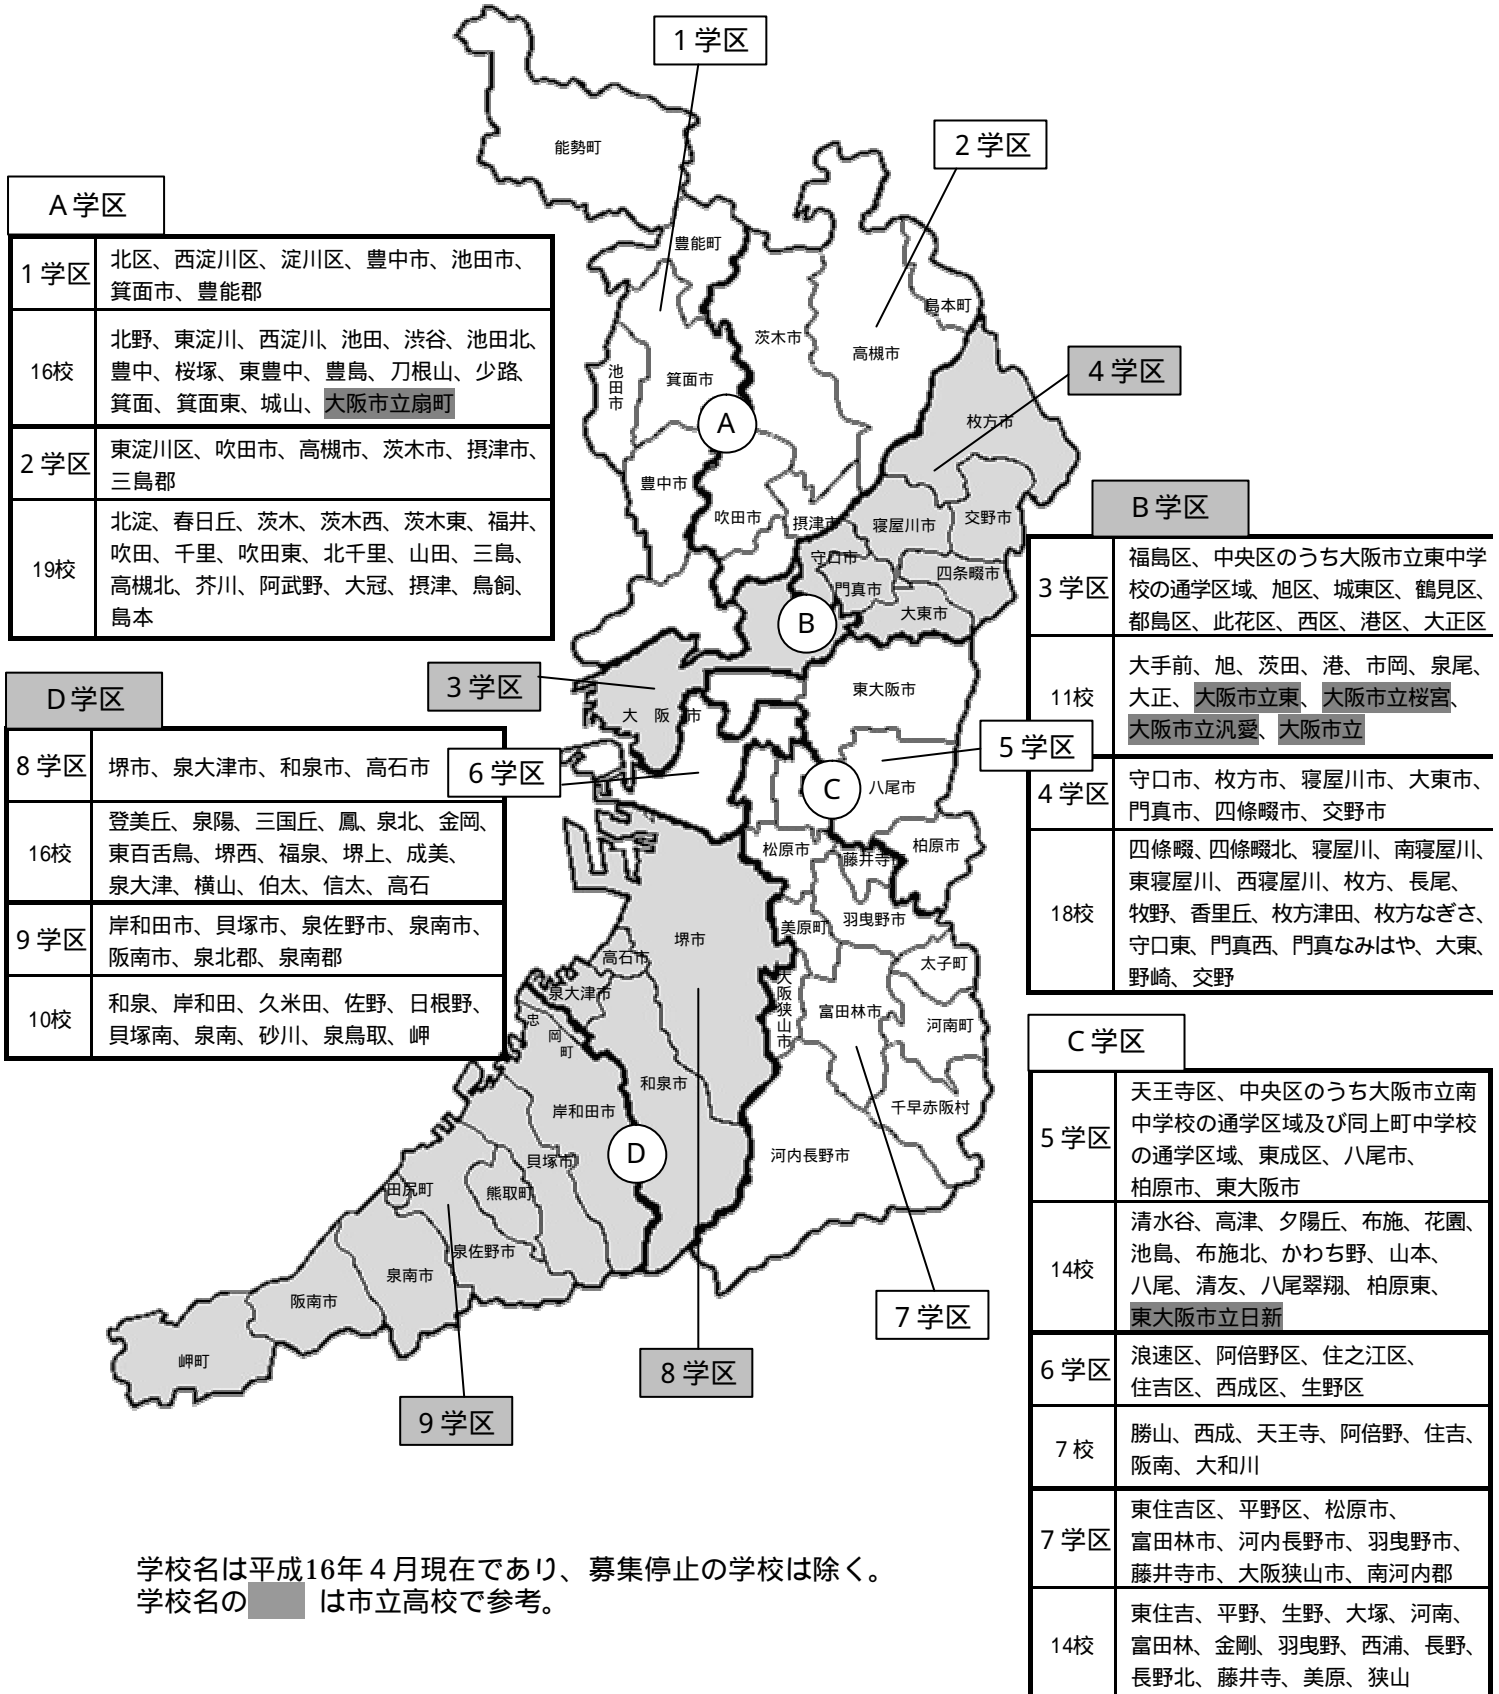 1学区
2学区
能勢町
A学区
1学区
北区、西淀川区、淀川区、豊中市、池田市、
箕面市、豊能郡
16校
北野、東淀川、西淀川、池田、渋谷、池田北、
豊中、桜塚、東豊中、豊島、刀根山、少路、
箕面、箕面東、城山、大阪市立扇町
2学区
東淀川区、吹田市、高槻市、茨木市、摂津市、
三島郡
19校
北淀、春日丘、茨木、茨木西、茨木東、福井、
吹田、千里、吹田東、北千里、山田、三島、
高槻北、芥川、阿武野、大冠、摂津、鳥飼、
島本
豊能町
島本町
茨木市
高槻市
池田市
箕面市
4学区
枚方市
A
豊中市
吹田市
摂津市
寝屋川市
交野市
守口市
門真市
四条畷市
大東市
B
B学区
3学区
福島区、中央区のうち大阪市立東中学
校の通学区域、旭区、城東区、鶴見区、
都島区、此花区、西区、港区、大正区
11校
大手前、旭、茨田、港、市岡、泉尾、
大正、大阪市立東、大阪市立桜宮、
大阪市立汎愛、大阪市立
4学区
守口市、枚方市、寝屋川市、大東市、
門真市、四條畷市、交野市
18校
四條畷、四條畷北、寝屋川、南寝屋川、
東寝屋川、西寝屋川、枚方、長尾、
牧野、香里丘、枚方津田、枚方なぎさ、
守口東、門真西、門真なみはや、大東、
野崎、交野
3学区
大阪市
東大阪市
6学区
5学区
C
八尾市
D学区
8学区
堺市、泉大津市、和泉市、高石市
16校
登美丘、泉陽、三国丘、鳳、泉北、金岡、
東百舌鳥、堺西、福泉、堺上、成美、
泉大津、横山、伯太、信太、高石
9学区
岸和田市、貝塚市、泉佐野市、泉南市、
阪南市、泉北郡、泉南郡
10校
和泉、岸和田、久米田、佐野、日根野、
貝塚南、泉南、砂川、泉鳥取、岬
松原市
藤井寺
柏原市
美原町
羽曳野市
堺市
高石市
太子町
泉大津市
大阪狭山市
富田林市
河南町
忠岡町
和泉市
岸和田市
千早赤阪村
D
河内長野市
貝塚市
田尻町
熊取町
泉佐野市
泉南市
阪南市
岬町
7学区
8学区
9学区
C学区
5学区
天王寺区、中央区のうち大阪市立南
中学校の通学区域及び同上町中学校
の通学区域、東成区、八尾市、
柏原市、東大阪市
14校
清水谷、高津、夕陽丘、布施、花園、
池島、布施北、かわち野、山本、
八尾、清友、八尾翠翔、柏原東、
東大阪市立日新
6学区
浪速区、阿倍野区、住之江区、
住吉区、西成区、生野区
7校
勝山、西成、天王寺、阿倍野、住吉、
阪南、大和川
7学区
東住吉区、平野区、松原市、
富田林市、河内長野市、羽曳野市、
藤井寺市、大阪狭山市、南河内郡
14校
東住吉、平野、生野、大塚、河南、
富田林、金剛、羽曳野、西浦、長野、
長野北、藤井寺、美原、狭山
学校名は平成16年４月現在であり、募集停止の学校は除く。
学校名の　は市立高校で参考。